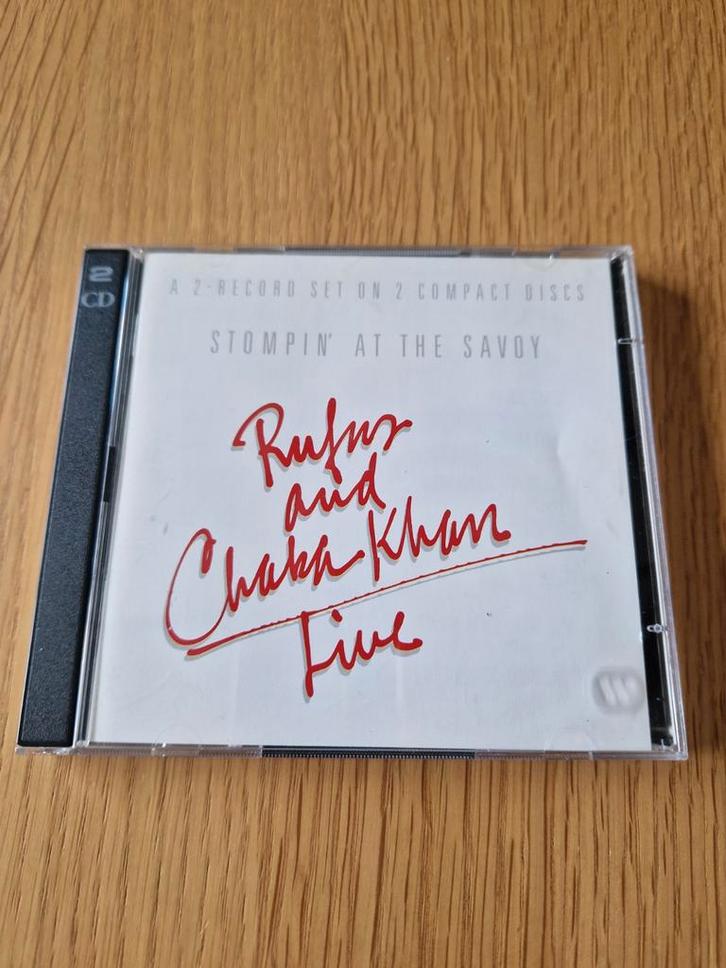 2
CD
A 2-RECORD SET ON 2 COMPACT DISCS
STOMPIN' AT THE SAVOY
Rufus
and
Chaka Khan
Live